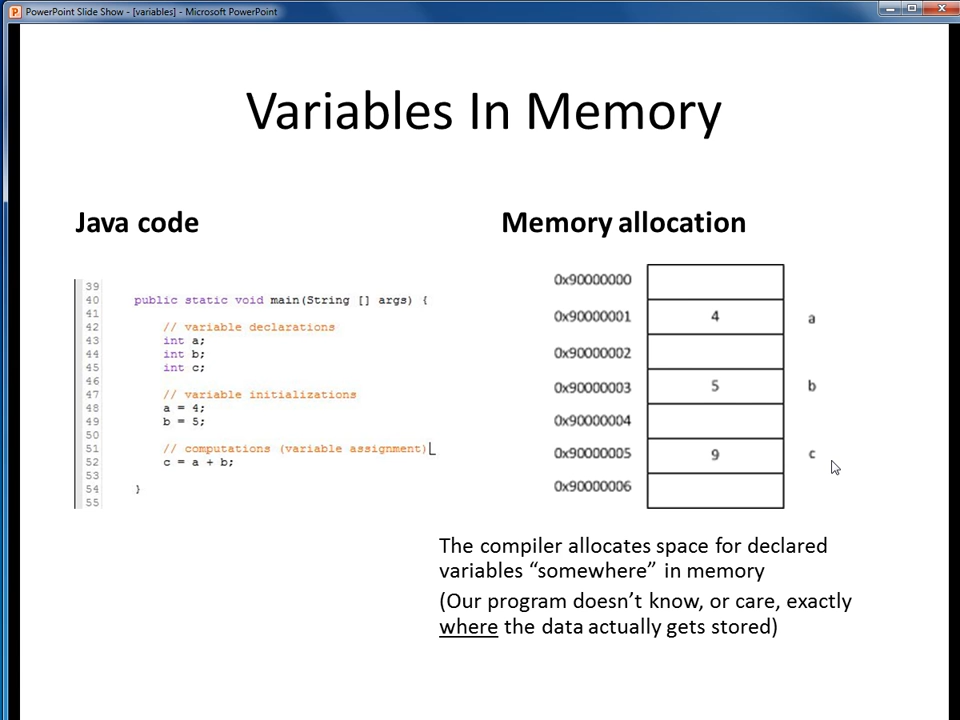 PowerPoint Slide Show - [variables] - Microsoft PowerPoint
Variables In Memory
Java code
39
40 public static void main(String [] args) {
41
42 // variable declarations
43 int a;
44 int b;
45 int c;
46
47 // variable initializations
48 a = 4;
49 b = 5;
50
51 // computations (variable assignment)
52 c = a + b;
53
54 }
55
Memory allocation
0x90000000
0x90000001 4 a
0x90000002
0x90000003 5 b
0x90000004
0x90000005 9 c
0x90000006
The compiler allocates space for declared
variables “somewhere” in memory
(Our program doesn’t know, or care, exactly
where the data actually gets stored)